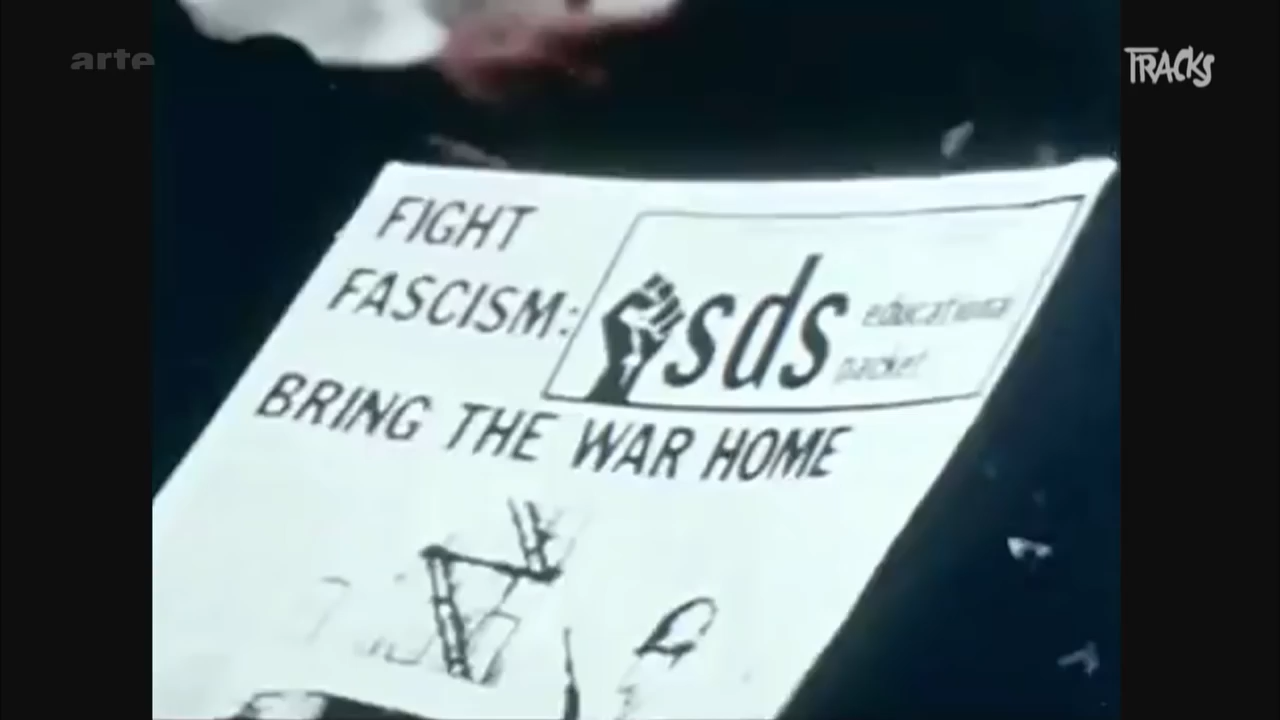 arte
TRACKS
FIGHT
FASCISM:
sds educational
packet
BRING THE WAR HOME